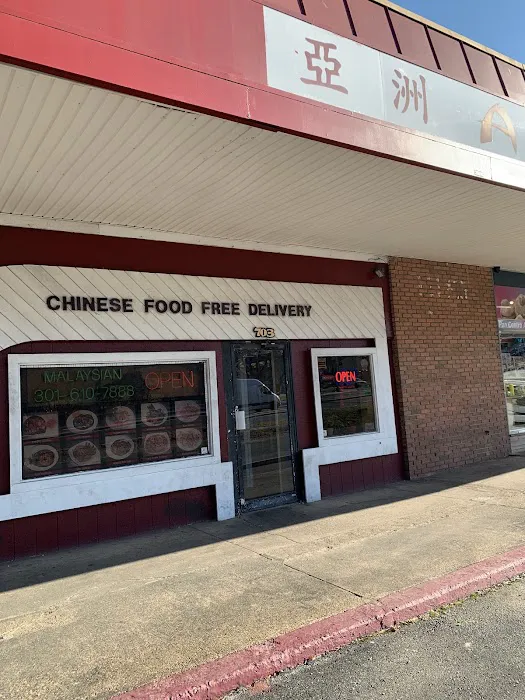 亞洲 A
CHINESE FOOD FREE DELIVERY
703
MALAYSIAN OPEN
301-610-7888
OPEN